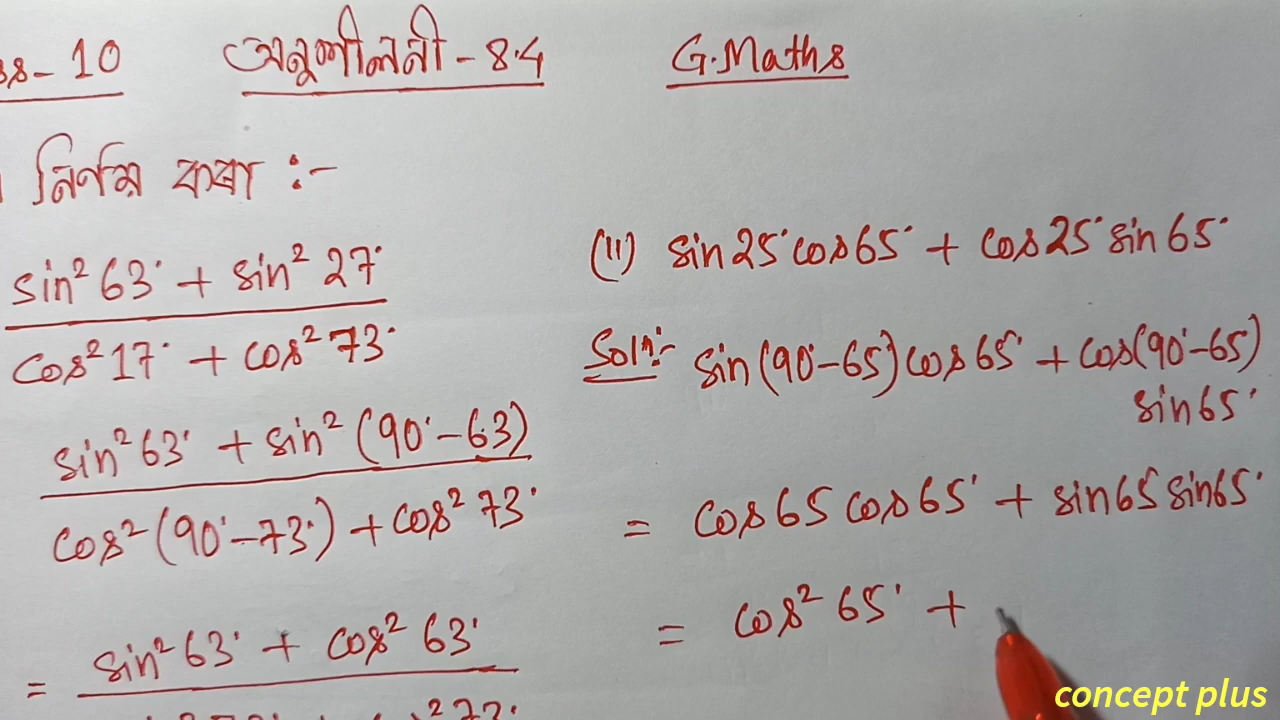 ss-10 অনুশীলনী-8.4 G.Maths
নিৰ্ণয় কৰা :-
sin² 63° + sin² 27°
cos² 17° + cos² 73°
sin² 63° + sin² (90°-63)
cos² (90°-73°) + cos² 73°
= sin² 63° + cos² 63°
(ii) sin 25° cos 65° + cos 25° sin 65°
Soln:- sin (90°-65) cos 65° + cos (90°-65)
sin 65°
= cos 65 cos 65° + sin 65 sin 65°
= cos² 65° +
concept plus